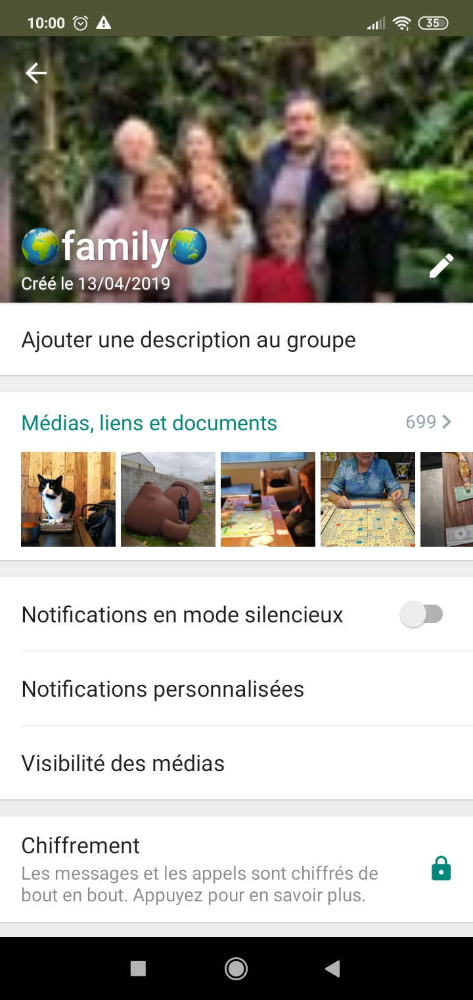 10:00
35
🌍family🌏
Créé le 13/04/2019
Ajouter une description au groupe
Médias, liens et documents 699
Notifications en mode silencieux
Notifications personnalisées
Visibilité des médias
Chiffrement
Les messages et les appels sont chiffrés de
bout en bout. Appuyez pour en savoir plus.